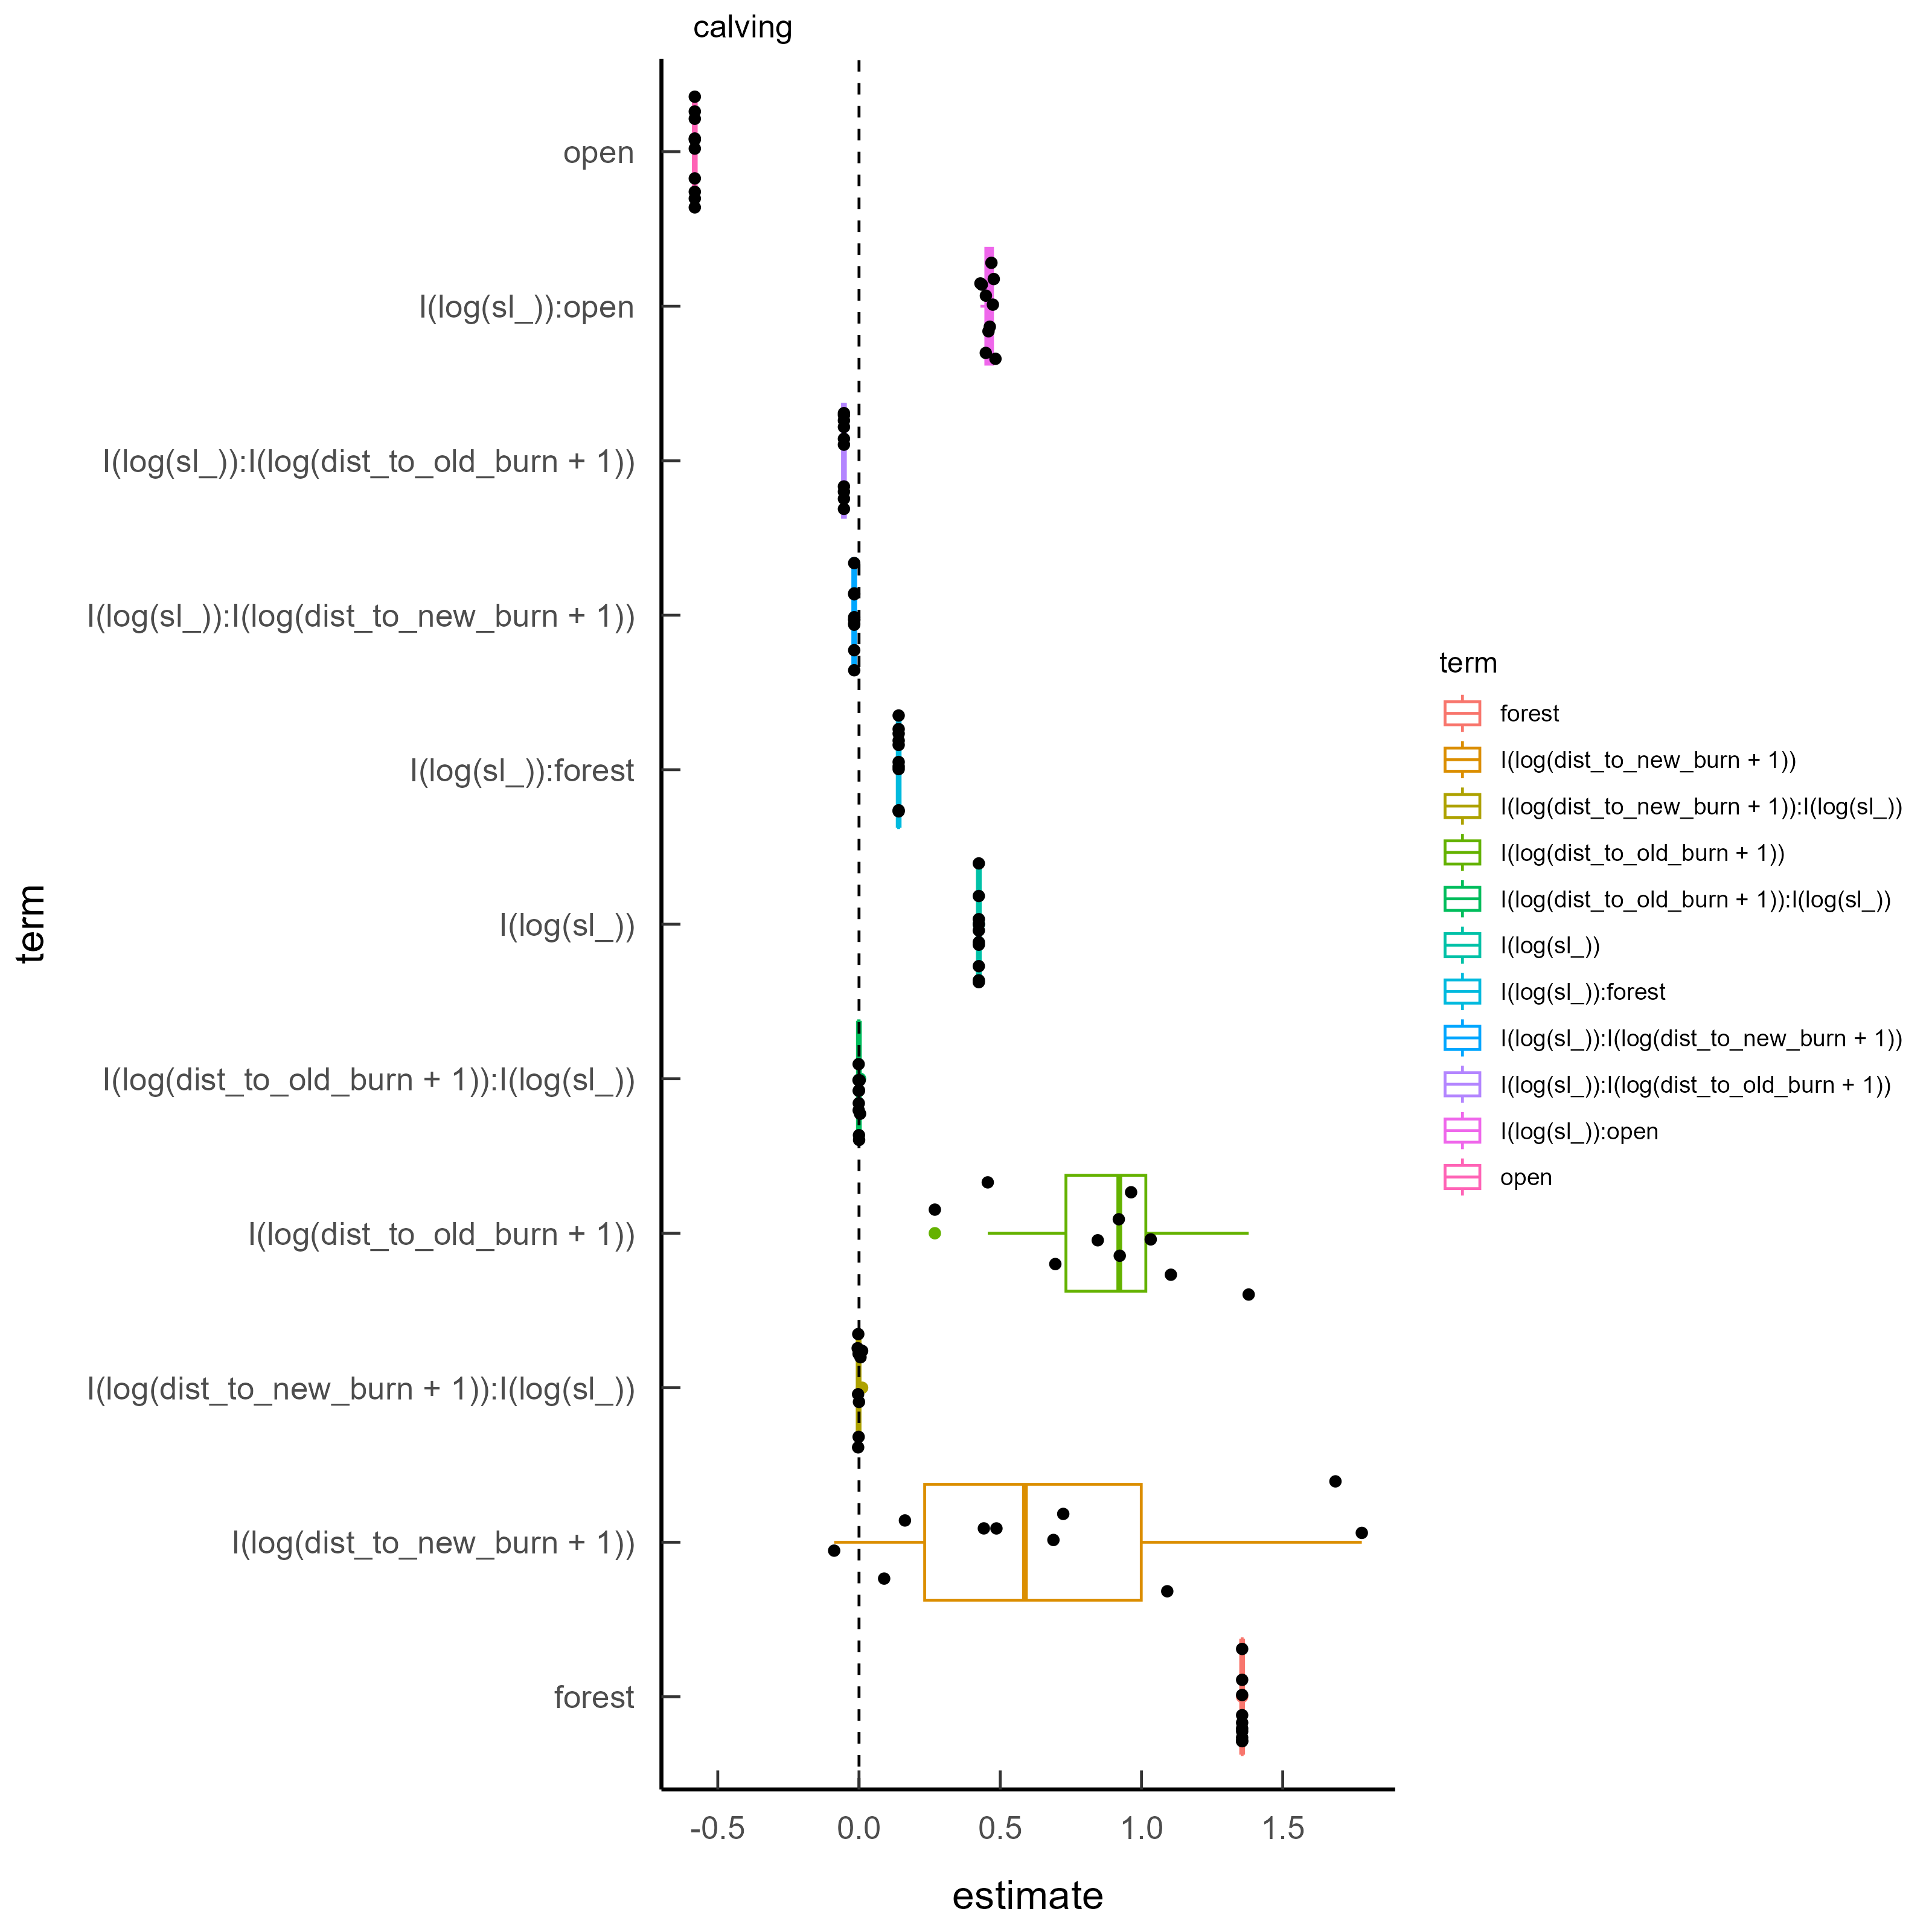 calving
open
I(log(sl_)):open
I(log(sl_)):I(log(dist_to_old_burn + 1))
I(log(sl_)):I(log(dist_to_new_burn + 1))
I(log(sl_)):forest
I(log(sl_))
I(log(dist_to_old_burn + 1)):I(log(sl_))
I(log(dist_to_old_burn + 1))
I(log(dist_to_new_burn + 1)):I(log(sl_))
I(log(dist_to_new_burn + 1))
forest
term
-0.5 0.0 0.5 1.0 1.5
estimate
term
forest
I(log(dist_to_new_burn + 1))
I(log(dist_to_new_burn + 1)):I(log(sl_))
I(log(dist_to_old_burn + 1))
I(log(dist_to_old_burn + 1)):I(log(sl_))
I(log(sl_))
I(log(sl_)):forest
I(log(sl_)):I(log(dist_to_new_burn + 1))
I(log(sl_)):I(log(dist_to_old_burn + 1))
I(log(sl_)):open
open